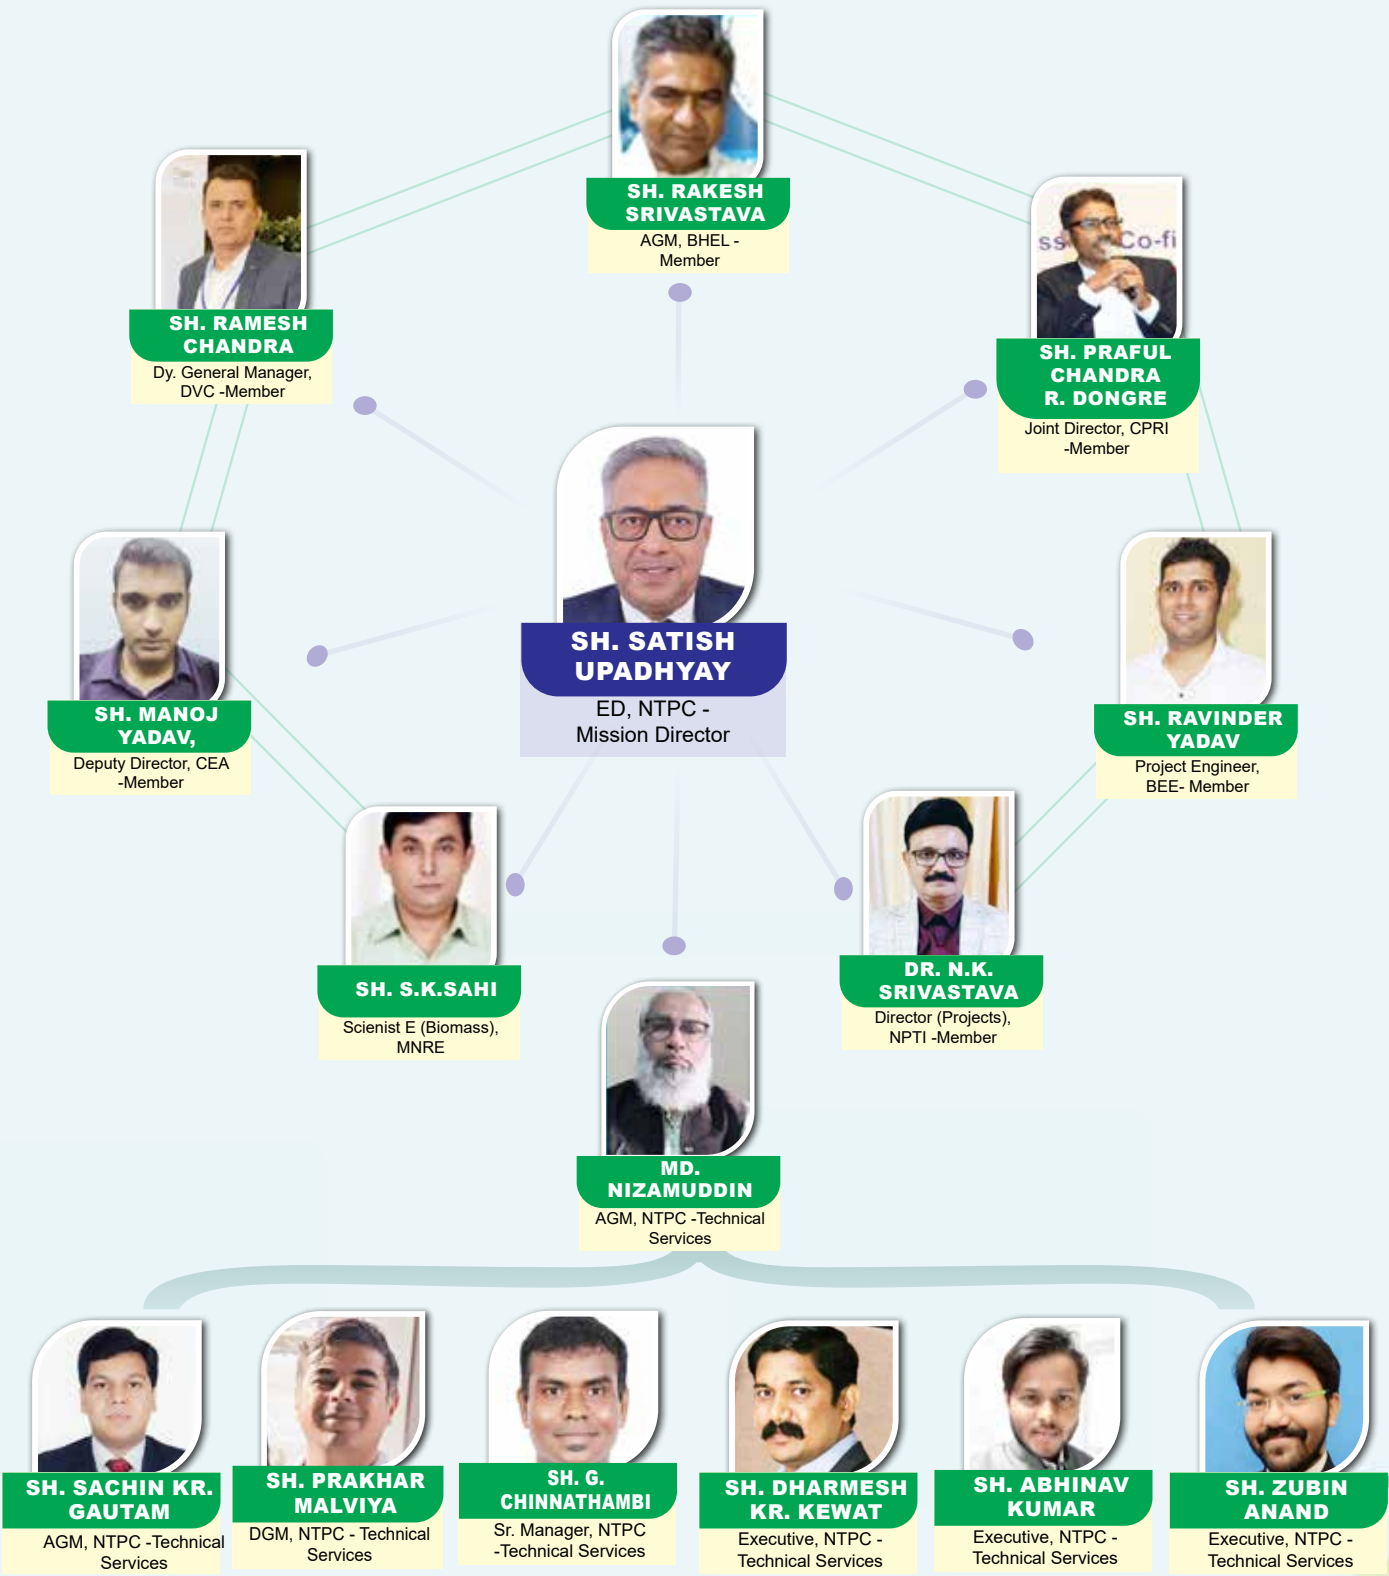 SH. RAKESH
SRIVASTAVA
AGM, BHEL -
Member
SH. RAMESH
CHANDRA
Dy. General Manager,
DVC -Member
ss
Co-fi
SH. PRAFUL
CHANDRA
R. DONGRE
Joint Director, CPRI
-Member
SH. SATISH
UPADHYAY
ED, NTPC -
Mission Director
SH. MANOJ
YADAV,
Deputy Director, CEA
-Member
SH. RAVINDER
YADAV
Project Engineer,
BEE- Member
SH. S.K.SAHI
Scienist E (Biomass),
MNRE
DR. N.K.
SRIVASTAVA
Director (Projects),
NPTI -Member
MD.
NIZAMUDDIN
AGM, NTPC -Technical
Services
SH. SACHIN KR.
GAUTAM
AGM, NTPC -Technical
Services
SH. PRAKHAR
MALVIYA
DGM, NTPC - Technical
Services
SH. G.
CHINNATHAMBI
Sr. Manager, NTPC
-Technical Services
SH. DHARMESH
KR. KEWAT
Executive, NTPC -
Technical Services
SH. ABHINAV
KUMAR
Executive, NTPC -
Technical Services
SH. ZUBIN
ANAND
Executive, NTPC -
Technical Services